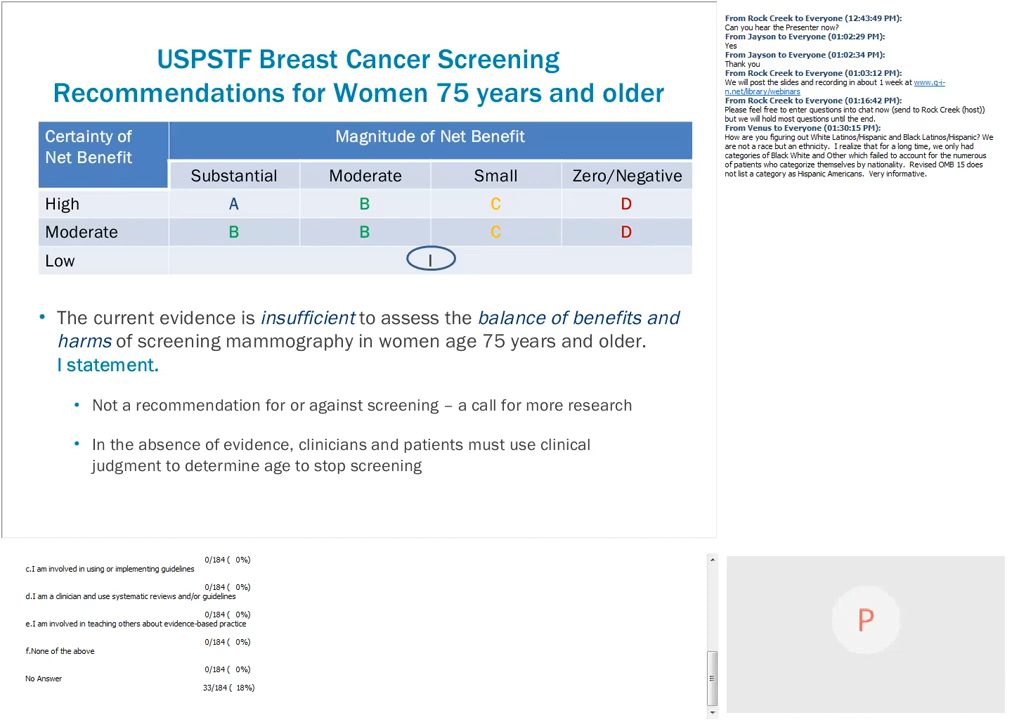 USPSTF Breast Cancer Screening
Recommendations for Women 75 years and older
Certainty of
Net Benefit
Magnitude of Net Benefit
Substantial Moderate Small Zero/Negative
High A B C D
Moderate B B C D
Low I
• The current evidence is insufficient to assess the balance of benefits and
harms of screening mammography in women age 75 years and older.
I statement.
• Not a recommendation for or against screening – a call for more research
• In the absence of evidence, clinicians and patients must use clinical
judgment to determine age to stop screening
From Rock Creek to Everyone (12:43:49 PM):
Can you hear the Presenter now?
From Jayson to Everyone (01:02:29 PM):
Yes
From Jayson to Everyone (01:02:34 PM):
Thank you
From Rock Creek to Everyone (01:03:12 PM):
We will post the slides and recording in about 1 week at www.g-i-
n.net/library/webinars
From Rock Creek to Everyone (01:16:42 PM):
Please feel free to enter questions into chat now (send to Rock Creek (host))
but we will hold most questions until the end.
From Venus to Everyone (01:30:15 PM):
How are you figuring out White Latinos/Hispanic and Black Latinos/Hispanic? We
are not a race but an ethnicity. I realize that for a long time, we only had
categories of Black White and Other which failed to account for the numerous
of patients who categorize themselves by nationality. Revised OMB 15 does
not list a category as Hispanic Americans. Very informative.
0/184 ( 0%)
c.I am involved in using or implementing guidelines
0/184 ( 0%)
d.I am a clinician and use systematic reviews and/or guidelines
0/184 ( 0%)
e.I am involved in teaching others about evidence-based practice
0/184 ( 0%)
f.None of the above
0/184 ( 0%)
No Answer
33/184 ( 18%)
P